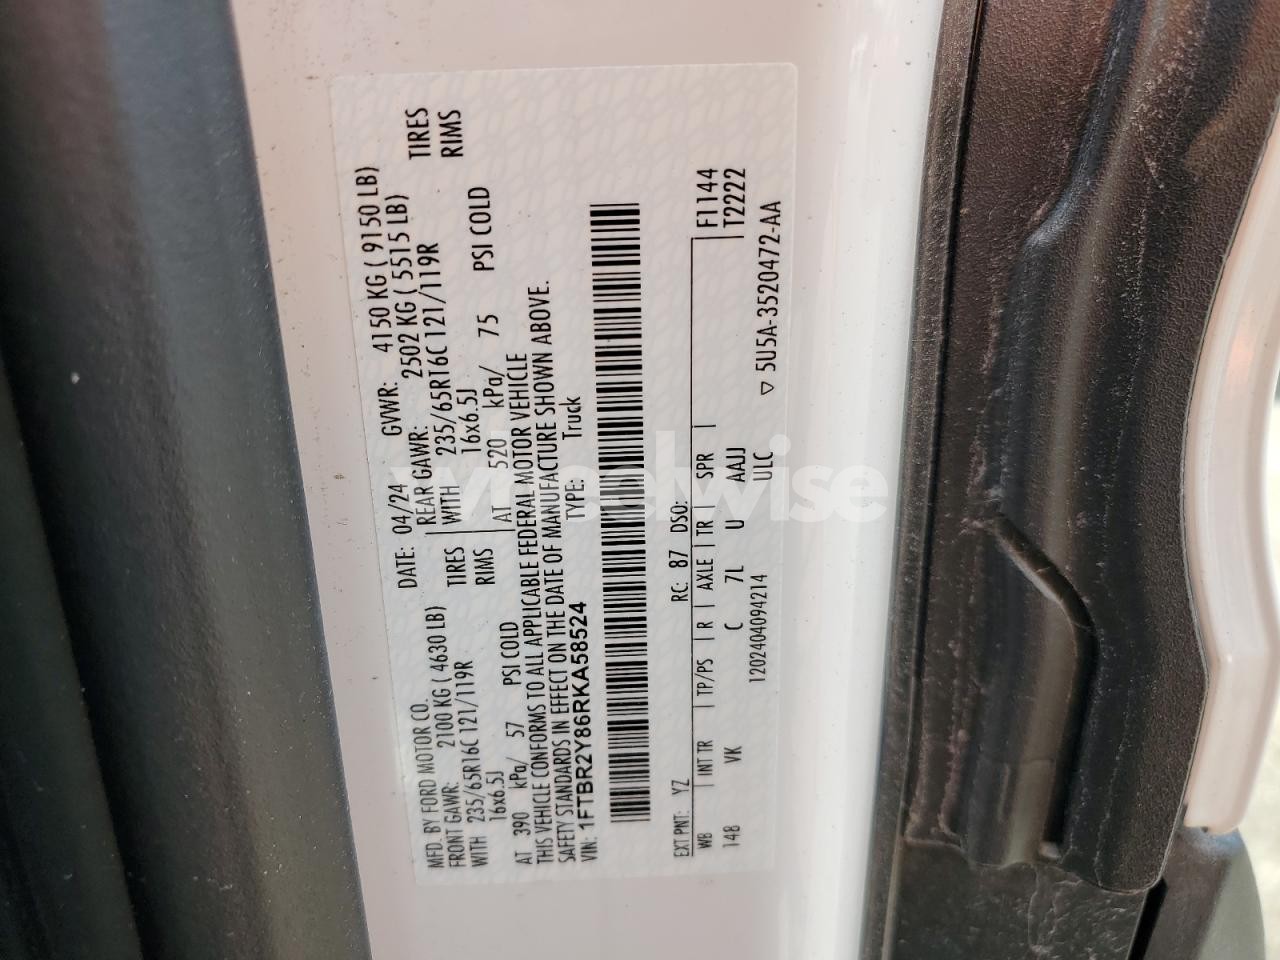 MFD. BY FORD MOTOR CO.
DATE: 04/24 GVWR: 4150 KG ( 9150 LB)
FRONT GAWR: 2100 KG ( 4630 LB) REAR GAWR: 2502 KG ( 5515 LB)
WITH 235/65R16C 121/119R TIRES WITH 235/65R16C 121/119R TIRES
16x6.5J RIMS 16x6.5J RIMS
AT 390 kPa/ 57 PSI COLD AT 520 kPa/ 75 PSI COLD
THIS VEHICLE CONFORMS TO ALL APPLICABLE FEDERAL MOTOR VEHICLE
SAFETY STANDARDS IN EFFECT ON THE DATE OF MANUFACTURE SHOWN ABOVE.
VIN: 1FTBR2Y86RKA58524 TYPE: Truck
EXT PNT: YZ RC: 87 DSO: F1144
WB INT TR TP/PS R AXLE TR SPR T2222
148 VK C 7L U AAJJ
1202404094214 ULC ▽ 5U5A-3520472-AA
wheelwise